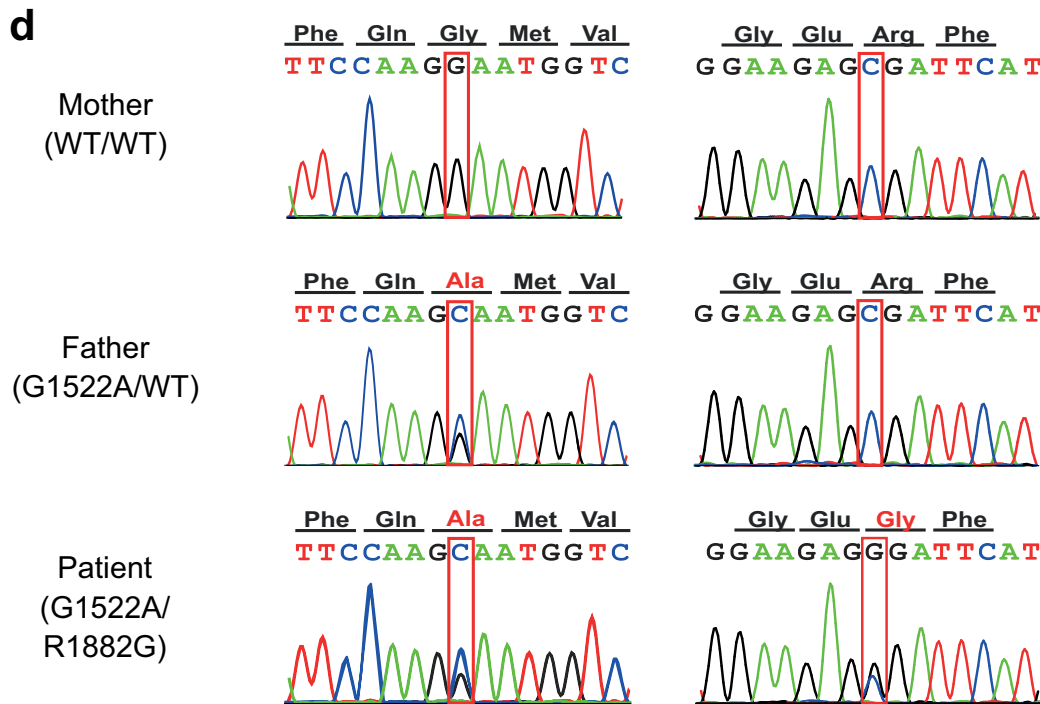 d
Phe Gln Gly Met Val
TTCCAAGGAATGGTC
Gly Glu Arg Phe
GGAAGAGCGATTCAT
Mother
(WT/WT)
Phe Gln Ala Met Val
TTCCAAGCAATGGTC
Gly Glu Arg Phe
GGAAGAGCGATTCAT
Father
(G1522A/WT)
Phe Gln Ala Met Val
TTCCAAGCAATGGTC
Gly Glu Gly Phe
GGAAGAGGGATTCAT
Patient
(G1522A/
R1882G)